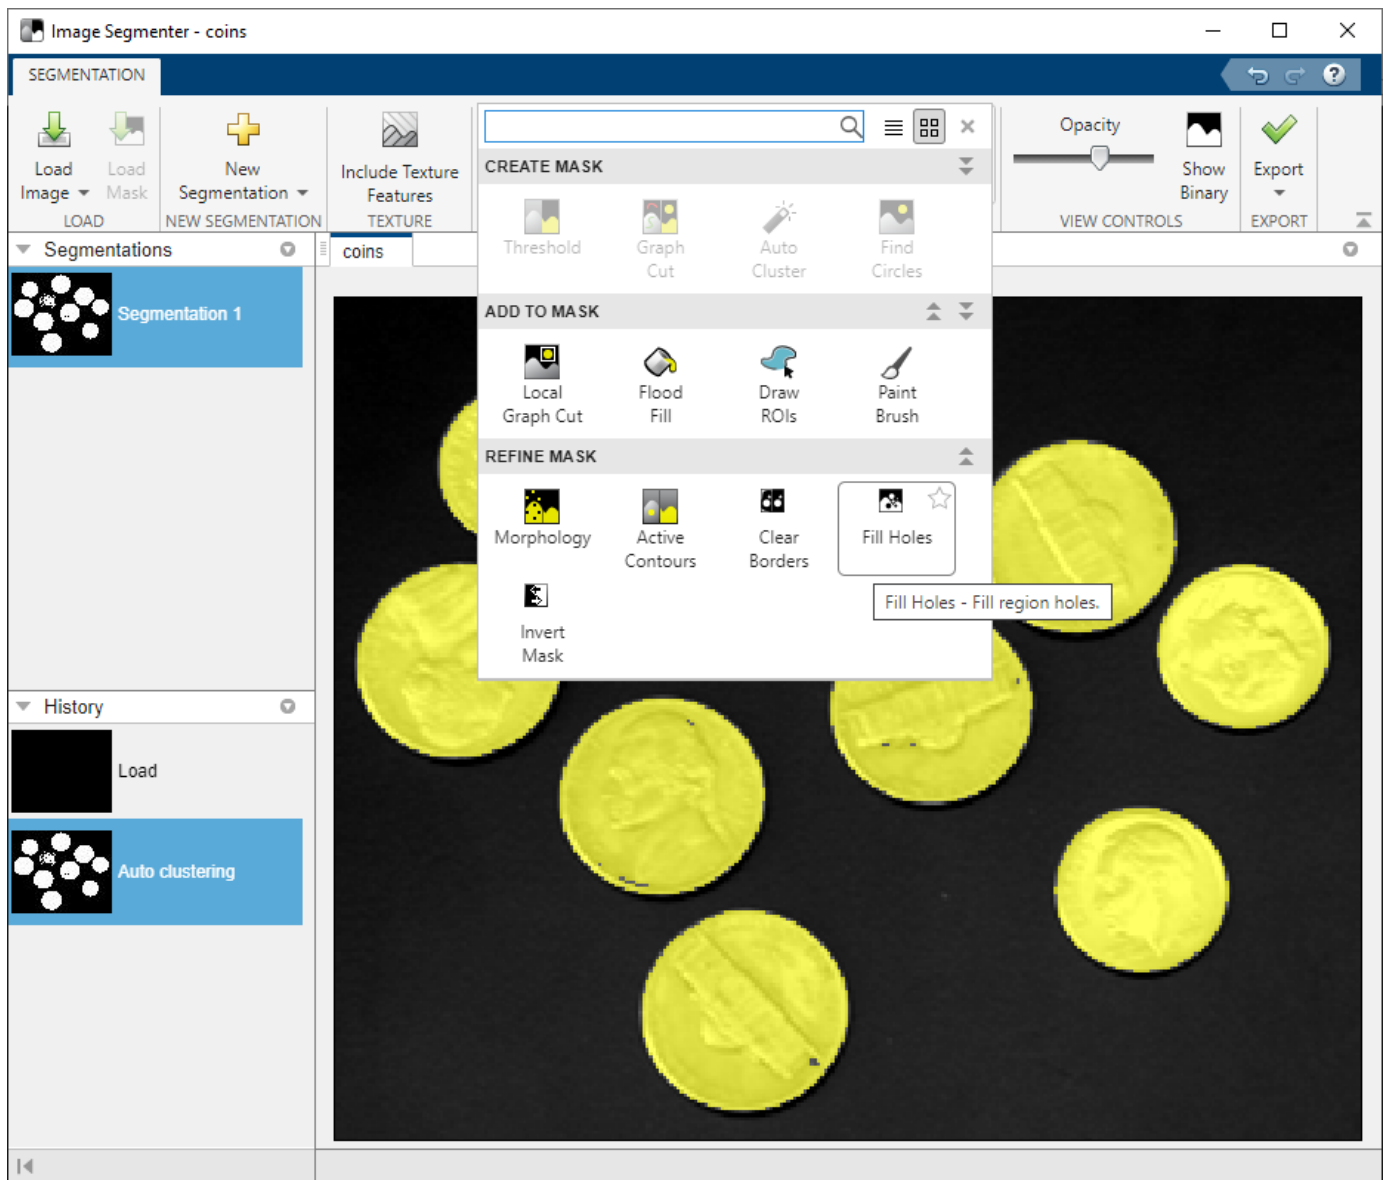 Image Segmenter - coins
SEGMENTATION
Load
Image
Load
Mask
LOAD
New
Segmentation
NEW SEGMENTATION
Include Texture
Features
TEXTURE
CREATE MASK
Threshold
Graph
Cut
Auto
Cluster
Find
Circles
ADD TO MASK
Local
Graph Cut
Flood
Fill
Draw
ROIs
Paint
Brush
REFINE MASK
Morphology
Active
Contours
Clear
Borders
Fill Holes
Fill Holes - Fill region holes.
Invert
Mask
Opacity
Show
Binary
VIEW CONTROLS
Export
EXPORT
Segmentations
Segmentation 1
coins
History
Load
Auto clustering